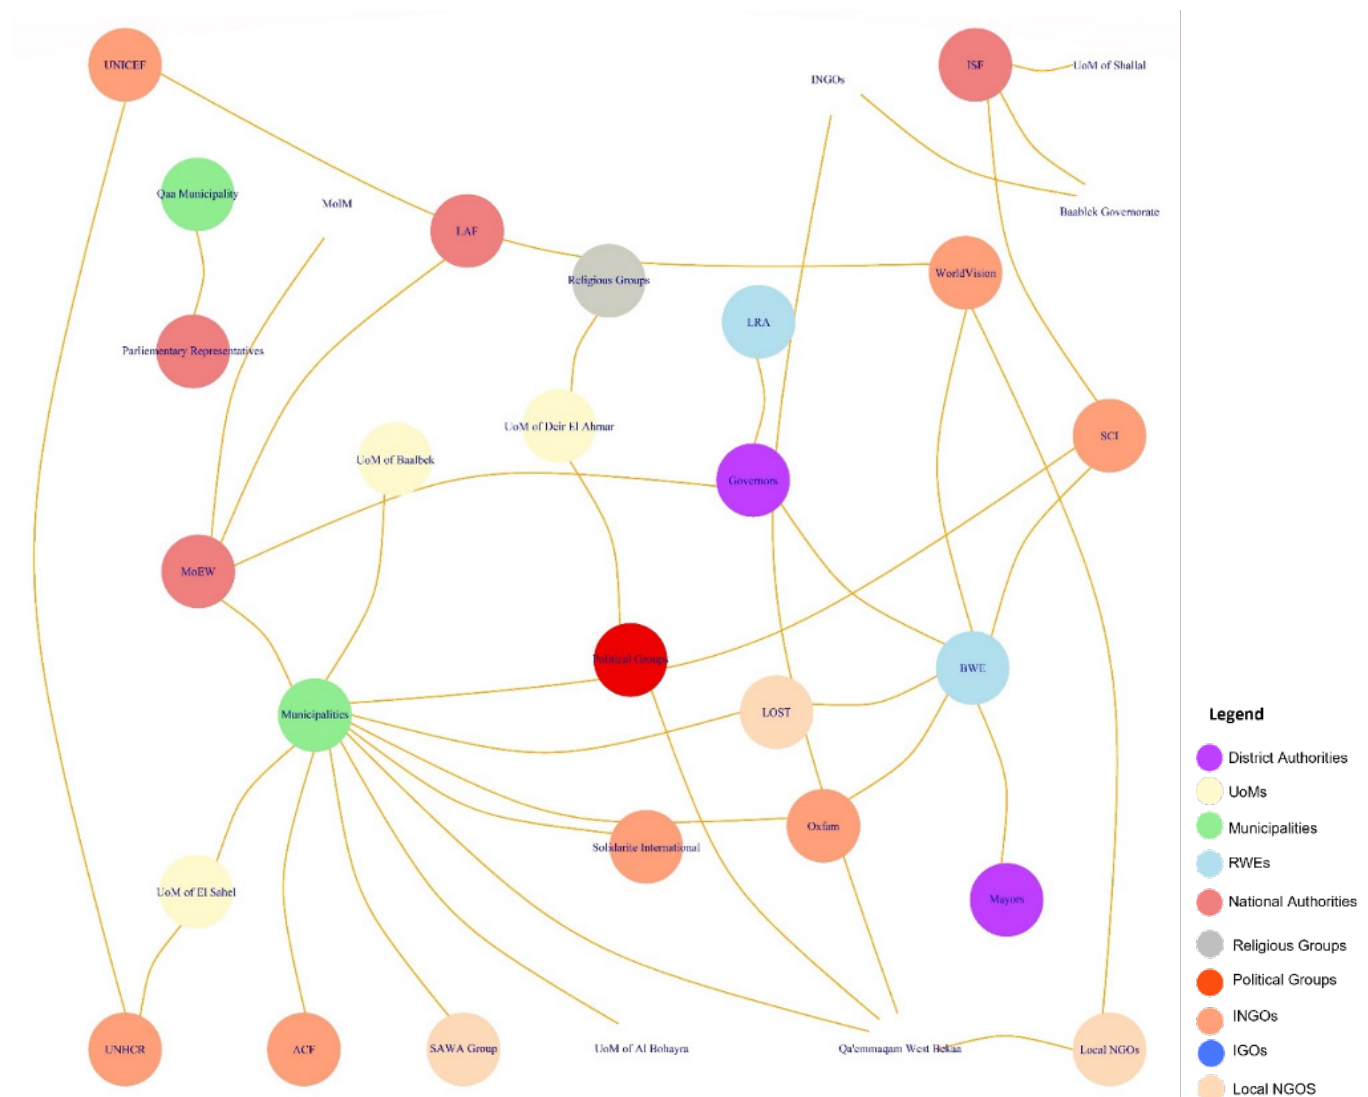 UNICEF
ISF
UoM of Shallal
INGOs
Qaa Municipality
MoIM
LAF
Baablek Governorate
Religious Groups
WorldVision
LRA
Parliementary Representatives
UoM of Deir El Ahmar
SCI
UoM of Baalbek
Governors
MoEW
Political Groups
BWE
Municipalities
LOST
Legend
District Authorities
UoMs
Municipalities
RWEs
National Authorities
Religious Groups
Political Groups
INGOs
IGOs
Local NGOS
Oxfam
Solidarite International
UoM of El Sahel
Mayors
UNHCR
ACF
SAWA Group
UoM of Al Bohayra
Qa'emmaqam West Bekaa
Local NGOs